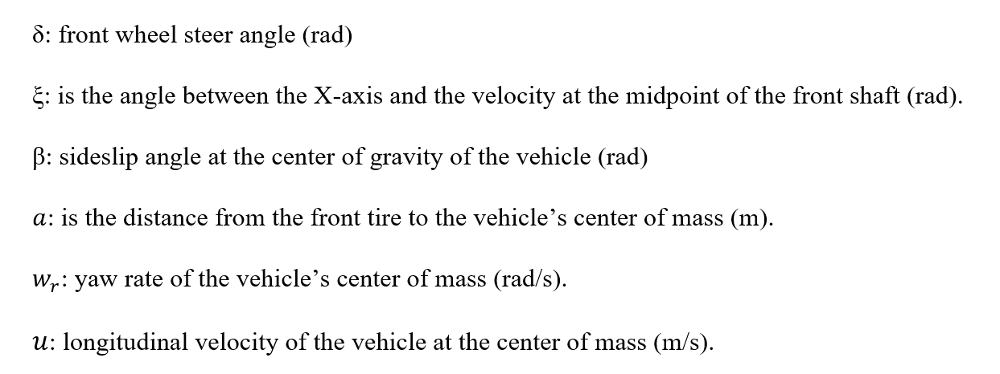 δ: front wheel steer angle (rad)
ξ: is the angle between the X-axis and the velocity at the midpoint of the front shaft (rad).
β: sideslip angle at the center of gravity of the vehicle (rad)
a: is the distance from the front tire to the vehicle’s center of mass (m).
wᵣ: yaw rate of the vehicle’s center of mass (rad/s).
u: longitudinal velocity of the vehicle at the center of mass (m/s).